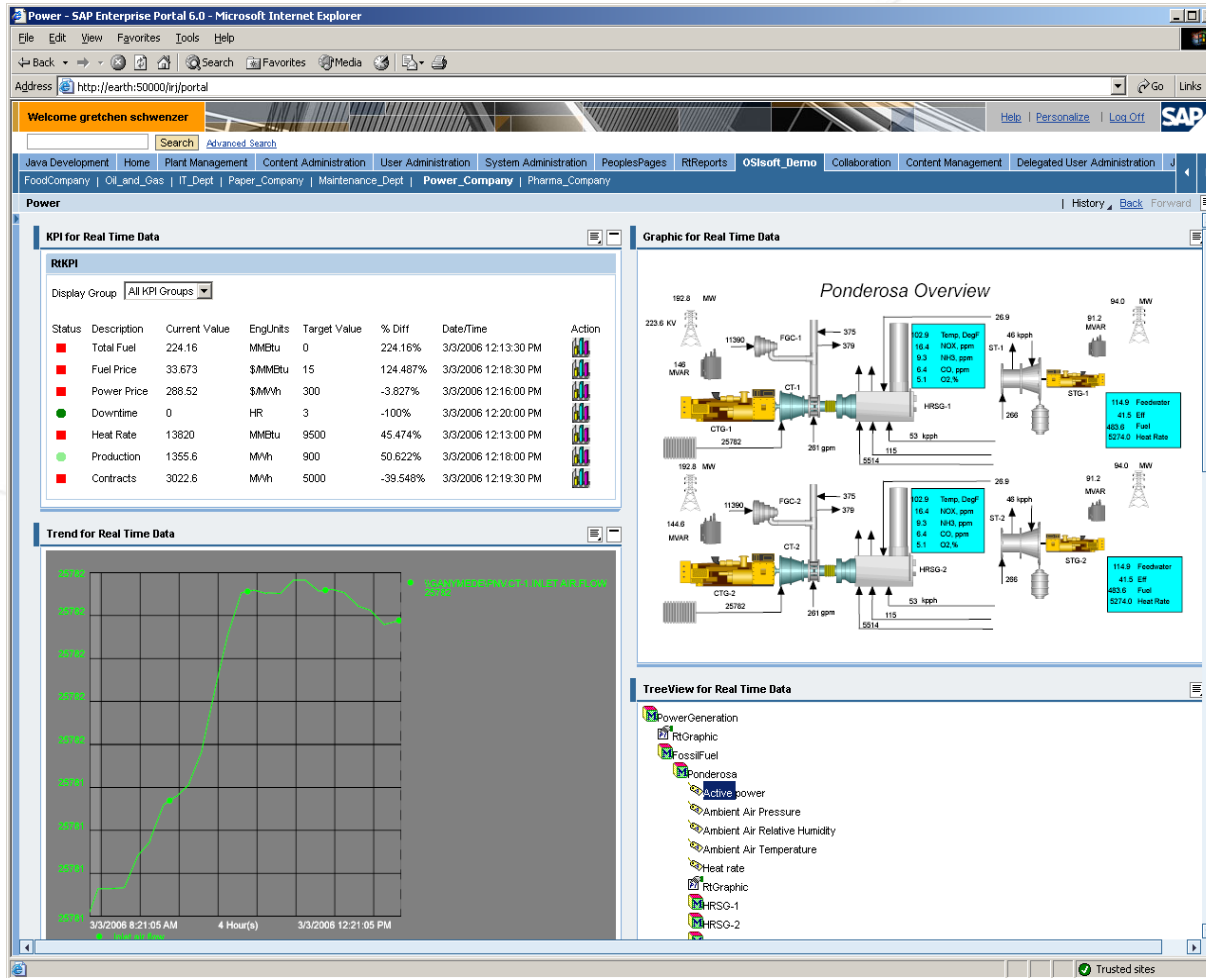 Power - SAP Enterprise Portal 6.0 - Microsoft Internet Explorer
File Edit View Favorites Tools Help
Back Search Favorites Media
Address http://earth:50000/irj/portal Go Links
Welcome gretchen schwenzer Help | Personalize | Log Off SAP
Search Advanced Search
Java Development Home Plant Management Content Administration User Administration System Administration PeoplesPages RtReports OSIsoft_Demo Collaboration Content Management Delegated User Administration J
FoodCompany | Oil_and_Gas | IT_Dept | Paper_Company | Maintenance_Dept | Power_Company | Pharma_Company
Power | History Back Forward
KPI for Real Time Data
RtKPI
Display Group All KPI Groups
Status Description Current Value EngUnits Target Value % Diff Date/Time Action
Total Fuel 224.16 MMBtu 0 224.16% 3/3/2006 12:13:30 PM
Fuel Price 33.673 $/MMBtu 15 124.487% 3/3/2006 12:18:30 PM
Power Price 288.52 $/MWh 300 -3.827% 3/3/2006 12:16:00 PM
Downtime 0 HR 3 -100% 3/3/2006 12:20:00 PM
Heat Rate 13820 MMBtu 9500 45.474% 3/3/2006 12:13:00 PM
Production 1355.6 MWh 900 50.622% 3/3/2006 12:18:00 PM
Contracts 3022.6 MWh 5000 -39.548% 3/3/2006 12:19:30 PM
Trend for Real Time Data
25782
25782
25782
25782
25782
25781
25781
25781
25781
\\GANYMEDE\PNV CT-1 INLET AIR FLOW
25782
3/3/2006 8:21:05 AM 4 Hour(s) 3/3/2006 12:21:05 PM
Inlet air flow
Graphic for Real Time Data
Ponderosa Overview
192.8 MW
94.0 MW
223.6 KV
11390
FGC-1
375
379
26.9
102.9 Temp, DegF
16.4 NOX, ppm
9.3 NH3, ppm
6.4 CO, ppm
5.1 O2,%
ST-1
46 kpph
91.2
MVAR
146
MVAR
CT-1
HRSG-1
STG-1
266
114.9 Feedwater
41.5 Eff
483.6 Fuel
5274.0 Heat Rate
CTG-1
25782
261 gpm
53 kpph
115
5514
192.8 MW
94.0 MW
11390
FGC-2
375
379
26.9
102.9 Temp, DegF
16.4 NOX, ppm
9.3 NH3, ppm
6.4 CO, ppm
5.1 O2,%
ST-2
46 kpph
91.2
MVAR
144.6
MVAR
CT-2
HRSG-2
STG-2
266
114.9 Feedwater
41.5 Eff
483.6 Fuel
5274.0 Heat Rate
CTG-2
25782
261 gpm
53 kpph
115
5514
TreeView for Real Time Data
PowerGeneration
RtGraphic
FossilFuel
Ponderosa
Active power
Ambient Air Pressure
Ambient Air Relative Humidity
Ambient Air Temperature
Heat rate
RtGraphic
HRSG-1
HRSG-2
Trusted sites